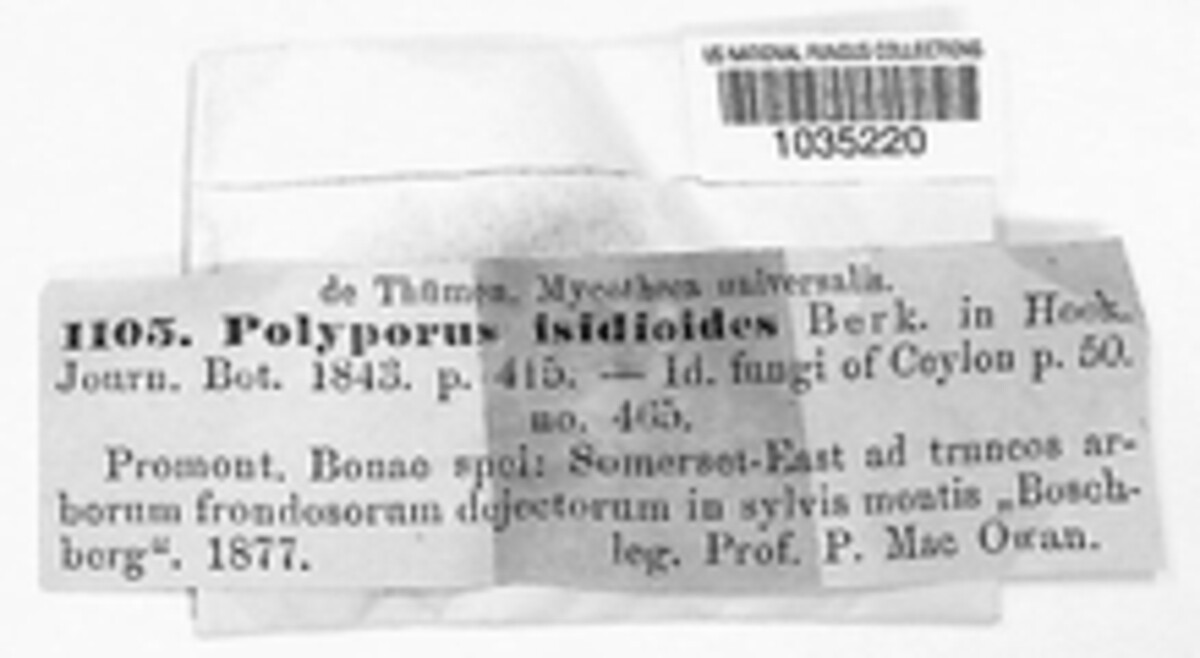 US NATIONAL FUNGUS COLLECTIONS
1035220
de Thümen, Mycotheca universalis.
1105. Polyporus isidioides Berk. in Hook.
Journ. Bot. 1843. p. 415. — Id. fungi of Ceylon p. 50.
no. 465.
Promont. Bonae spei: Somerset-East ad truncos ar-
borum frondosorum dejectorum in sylvis montis „Bosch-
berg“. 1877. leg. Prof. P. Mac Owan.